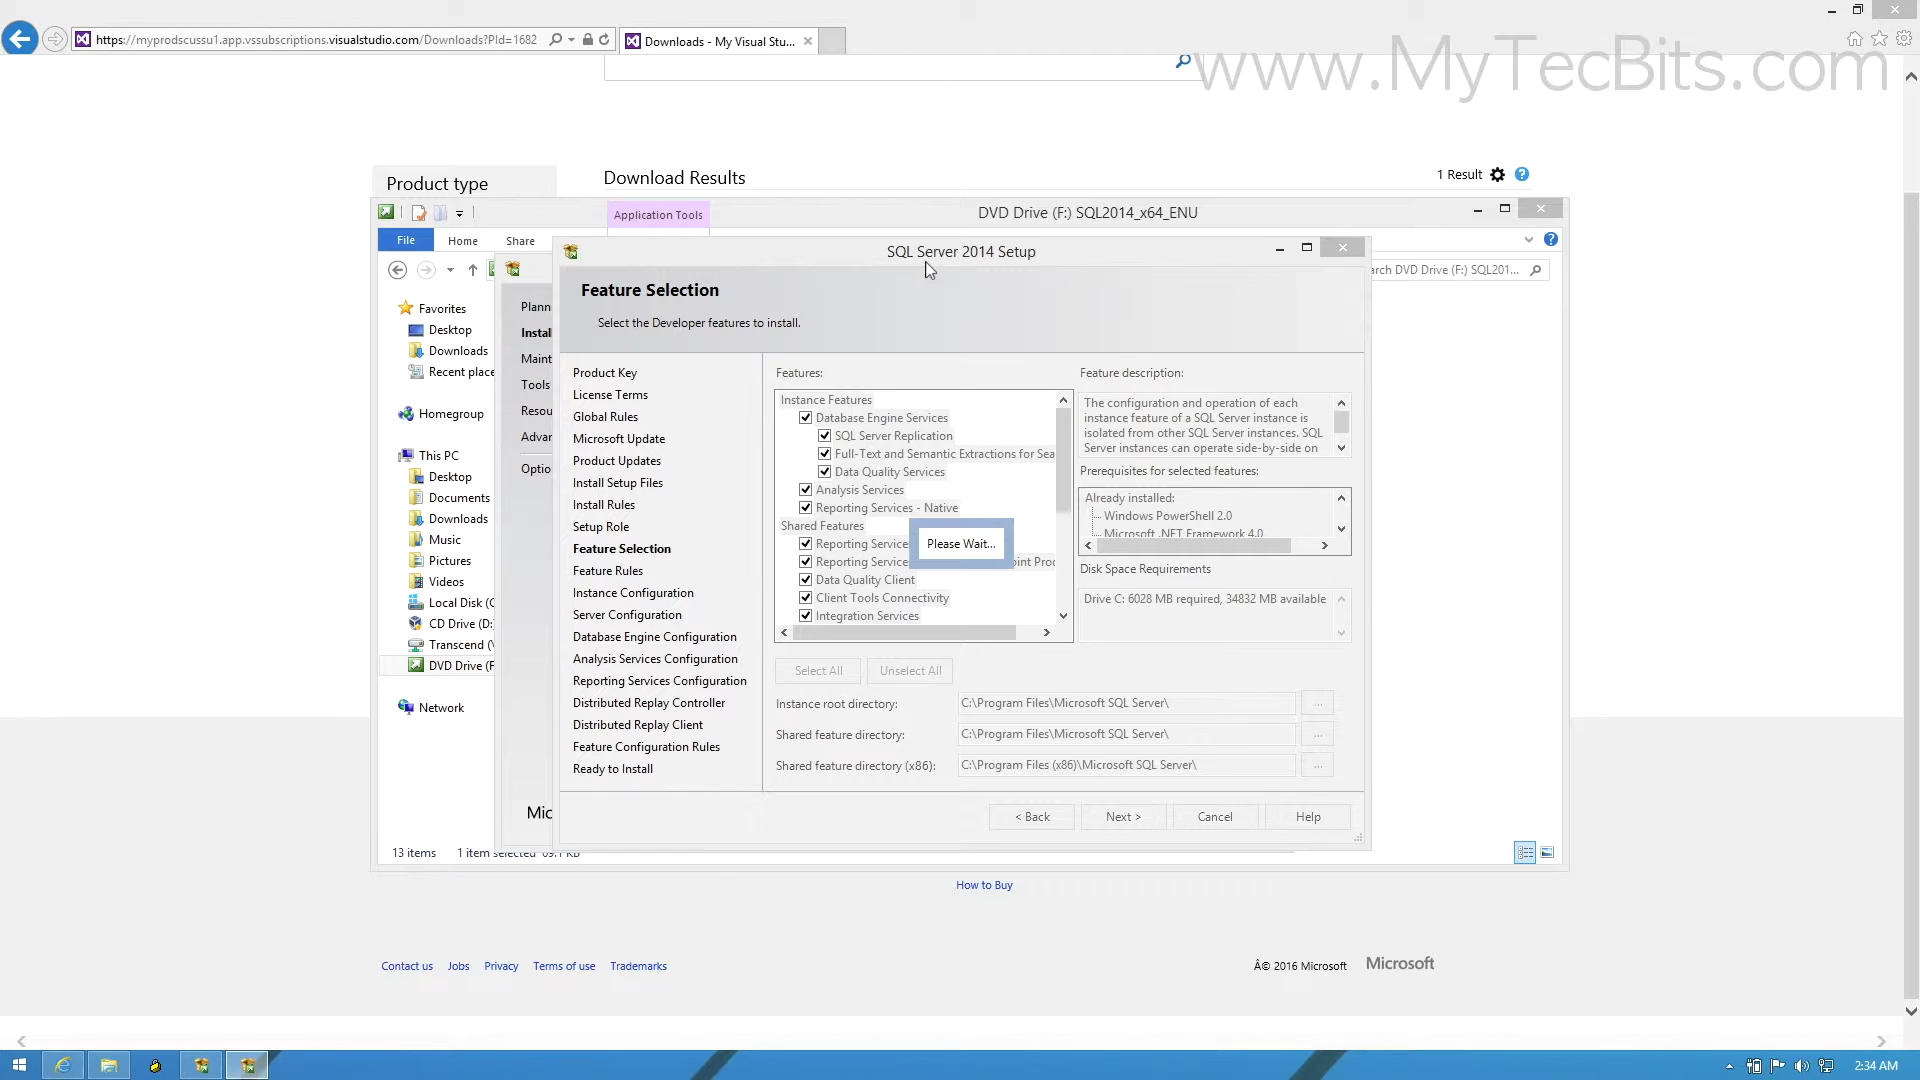 https://myprodscussu1.app.vssubscriptions.visualstudio.com/Downloads?PId=1682
Downloads - My Visual Stu...
www.MyTecBits.com
Product type
Download Results
1 Result
Application Tools
DVD Drive (F:) SQL2014_x64_ENU
File
Home
Share
arch DVD Drive (F:) SQL201...
Favorites
Desktop
Downloads
Recent place
Homegroup
This PC
Desktop
Documents
Downloads
Music
Pictures
Videos
Local Disk (C
CD Drive (D:
Transcend (
DVD Drive (F
Network
13 items
1 item selected
Plann
Instal
Maint
Tools
Resou
Advar
Optio
Mic
SQL Server 2014 Setup
Feature Selection
Select the Developer features to install.
Product Key
License Terms
Global Rules
Microsoft Update
Product Updates
Install Setup Files
Install Rules
Setup Role
Feature Selection
Feature Rules
Instance Configuration
Server Configuration
Database Engine Configuration
Analysis Services Configuration
Reporting Services Configuration
Distributed Replay Controller
Distributed Replay Client
Feature Configuration Rules
Ready to Install
Features:
Instance Features
Database Engine Services
SQL Server Replication
Full-Text and Semantic Extractions for Sea
Data Quality Services
Analysis Services
Reporting Services - Native
Shared Features
Reporting Service
Reporting Service
oint Proc
Data Quality Client
Client Tools Connectivity
Integration Services
Please Wait...
Select All
Unselect All
Feature description:
The configuration and operation of each
instance feature of a SQL Server instance is
isolated from other SQL Server instances. SQL
Server instances can operate side-by-side on
Prerequisites for selected features:
Already installed:
Windows PowerShell 2.0
Microsoft .NET Framework 4.0
Disk Space Requirements
Drive C: 6028 MB required, 34832 MB available
Instance root directory:
C:\Program Files\Microsoft SQL Server\
...
Shared feature directory:
C:\Program Files\Microsoft SQL Server\
...
Shared feature directory (x86):
C:\Program Files (x86)\Microsoft SQL Server\
...
< Back
Next >
Cancel
Help
How to Buy
Contact us
Jobs
Privacy
Terms of use
Trademarks
Â© 2016 Microsoft
Microsoft
2:34 AM